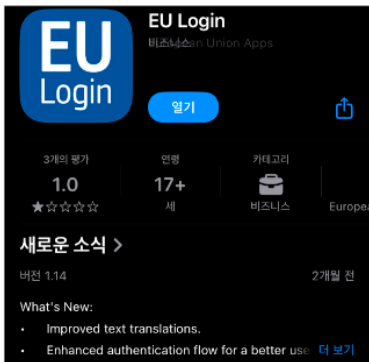 EU
Login
EU Login
비즈니스 Union Apps
열기
3개의 평가
연령
카테고리
1.0
17+
★☆☆☆☆
세
비즈니스
Europea
새로운 소식 >
버전 1.14
2개월 전
What's New:
• Improved text translations.
• Enhanced authentication flow for a better use 더 보기